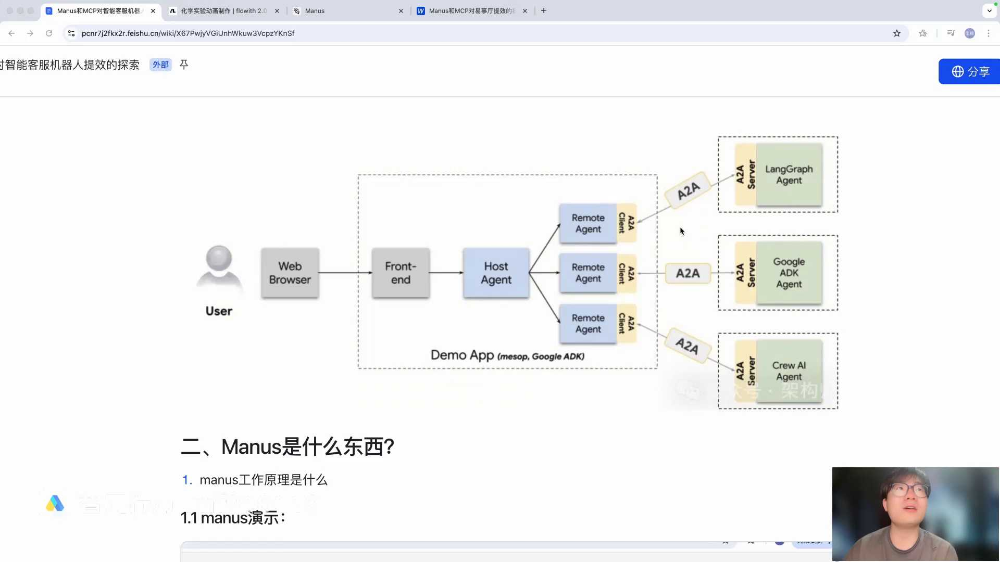 Manus和MCP对智能客服机器人
化学实验动画制作 | flowith 2.0
Manus
Manus和MCP对易事厅提效的
pcnr7j2fkx2r.feishu.cn/wiki/X67PwjyVGiUnhWkuw3VcpzYKnSf
对智能客服机器人提效的探索
外部
分享
User
Web
Browser
Front-
end
Host
Agent
Remote
Agent
A2A
Client
Remote
Agent
A2A
Client
Remote
Agent
A2A
Client
Demo App (mesop, Google ADK)
A2A
A2A
A2A
A2A
Server
LangGraph
Agent
A2A
Server
Google
ADK
Agent
A2A
Server
Crew AI
Agent
众号 · 架构
二、Manus是什么东西?
1. manus工作原理是什么
1.1 manus演示：